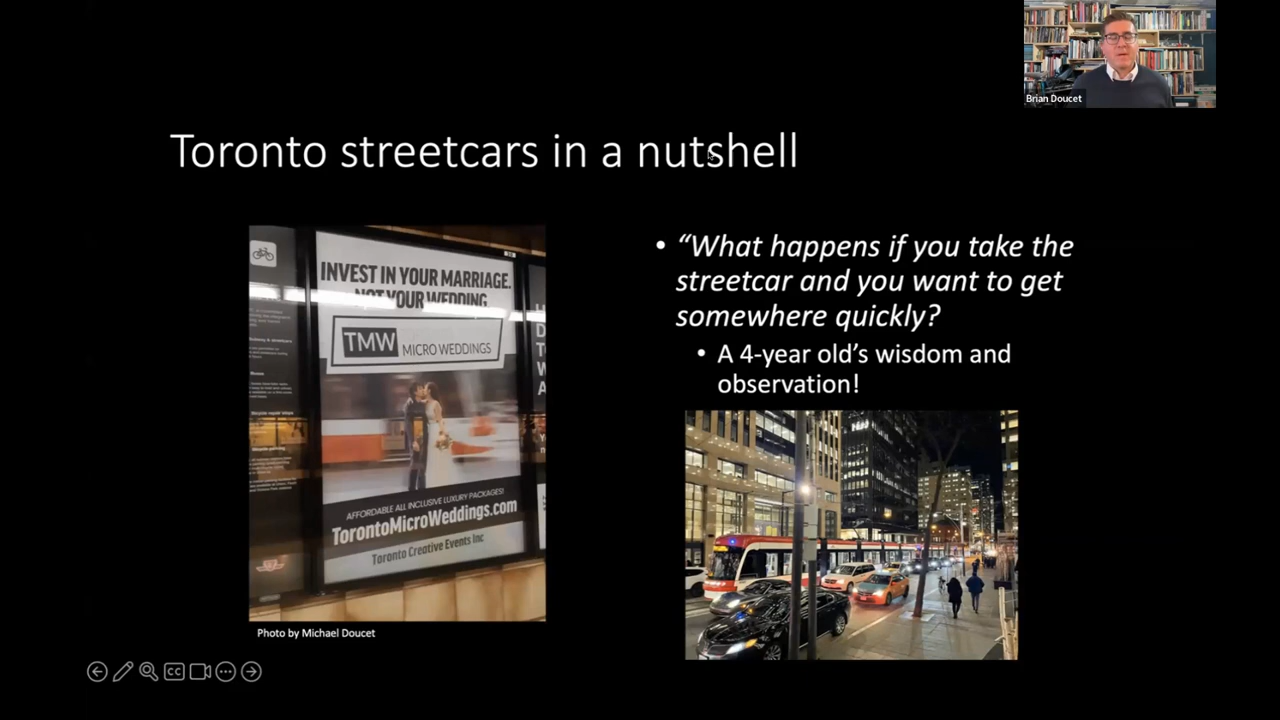 Brian Doucet
Toronto streetcars in a nutshell
INVEST IN YOUR MARRIAGE.
NOT YOUR WEDDING.
TMW MICRO WEDDINGS
AFFORDABLE ALL INCLUSIVE LUXURY PACKAGES!
TorontoMicroWeddings.com
Toronto Creative Events Inc
Photo by Michael Doucet
• “What happens if you take the
streetcar and you want to get
somewhere quickly?
• A 4-year old’s wisdom and
observation!
CC